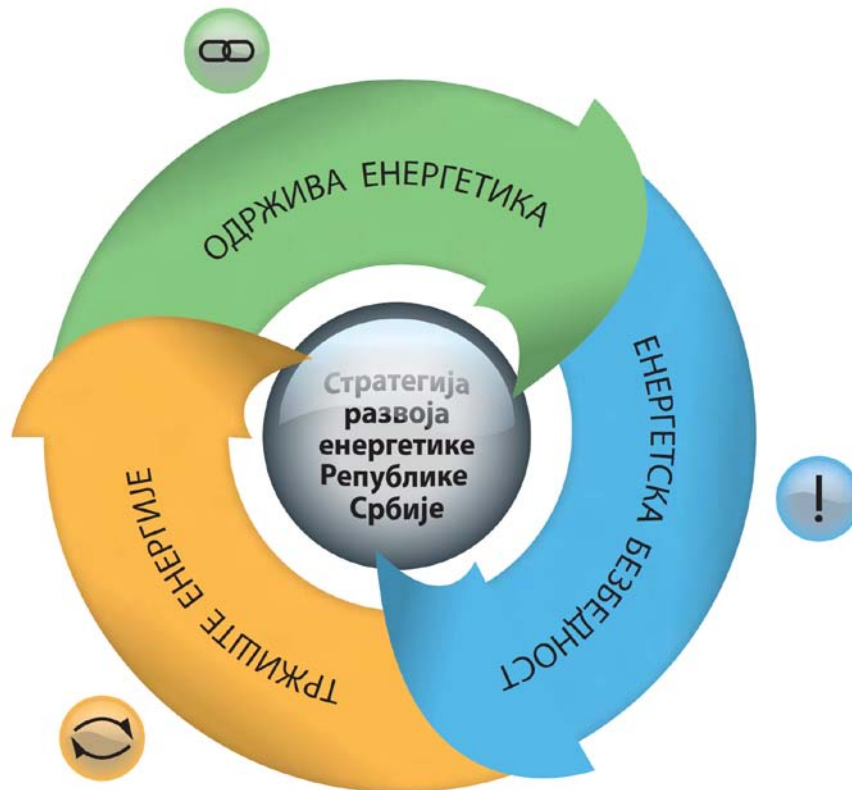 ОДРЖИВА ЕНЕРГЕТИКА
ЕНЕРГЕТСКА БЕЗБЕДНОСТ
ТРЖИШТЕ ЕНЕРГИЈЕ
Стратегија
развоја
енергетике
Републике
Србије
!